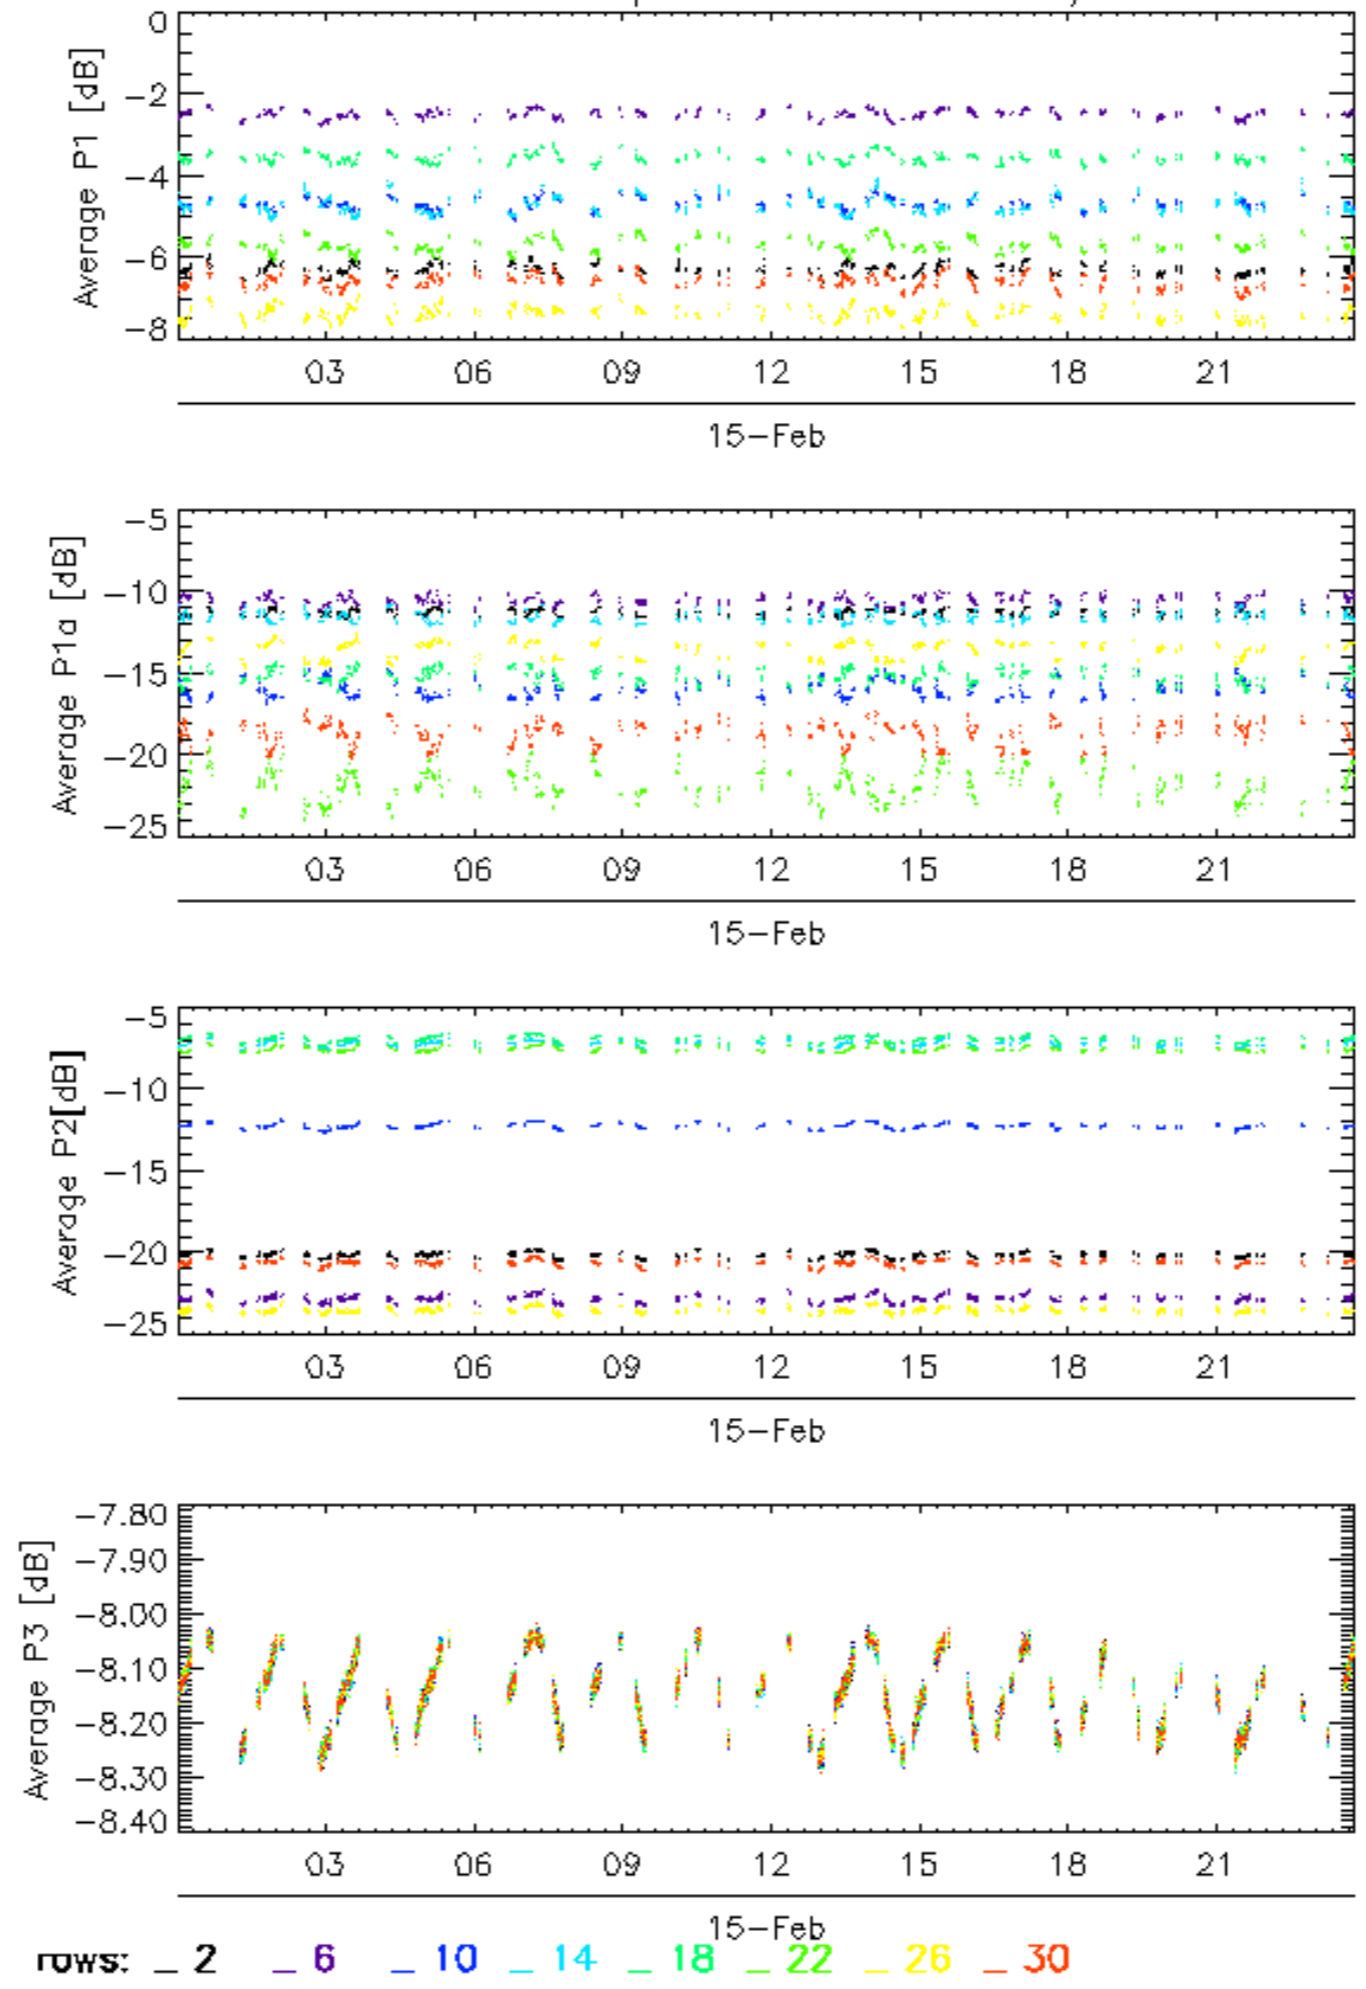 0
−2
−4
−6
−8
Average P1 [dB]
03 06 09 12 15 18 21
15−Feb
−5
−10
−15
−20
−25
Average P1a [dB]
03 06 09 12 15 18 21
15−Feb
−5
−10
−15
−20
−25
Average P2[dB]
03 06 09 12 15 18 21
15−Feb
−7.80
−7.90
−8.00
−8.10
−8.20
−8.30
−8.40
Average P3 [dB]
03 06 09 12 15 18 21
15−Feb
rows: _ 2 _ 6 _ 10 _ 14 _ 18 _ 22 _ 26 _ 30